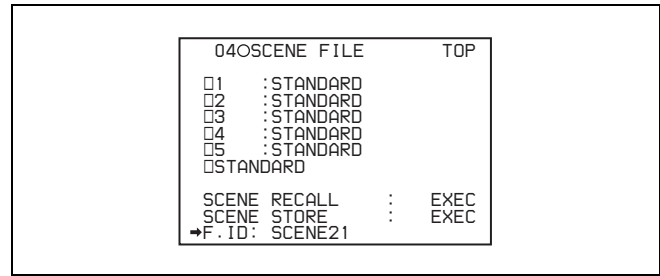 04○SCENE FILE TOP
□1 :STANDARD
□2 :STANDARD
□3 :STANDARD
□4 :STANDARD
□5 :STANDARD
□STANDARD
SCENE RECALL : EXEC
SCENE STORE : EXEC
➡F.ID: SCENE21